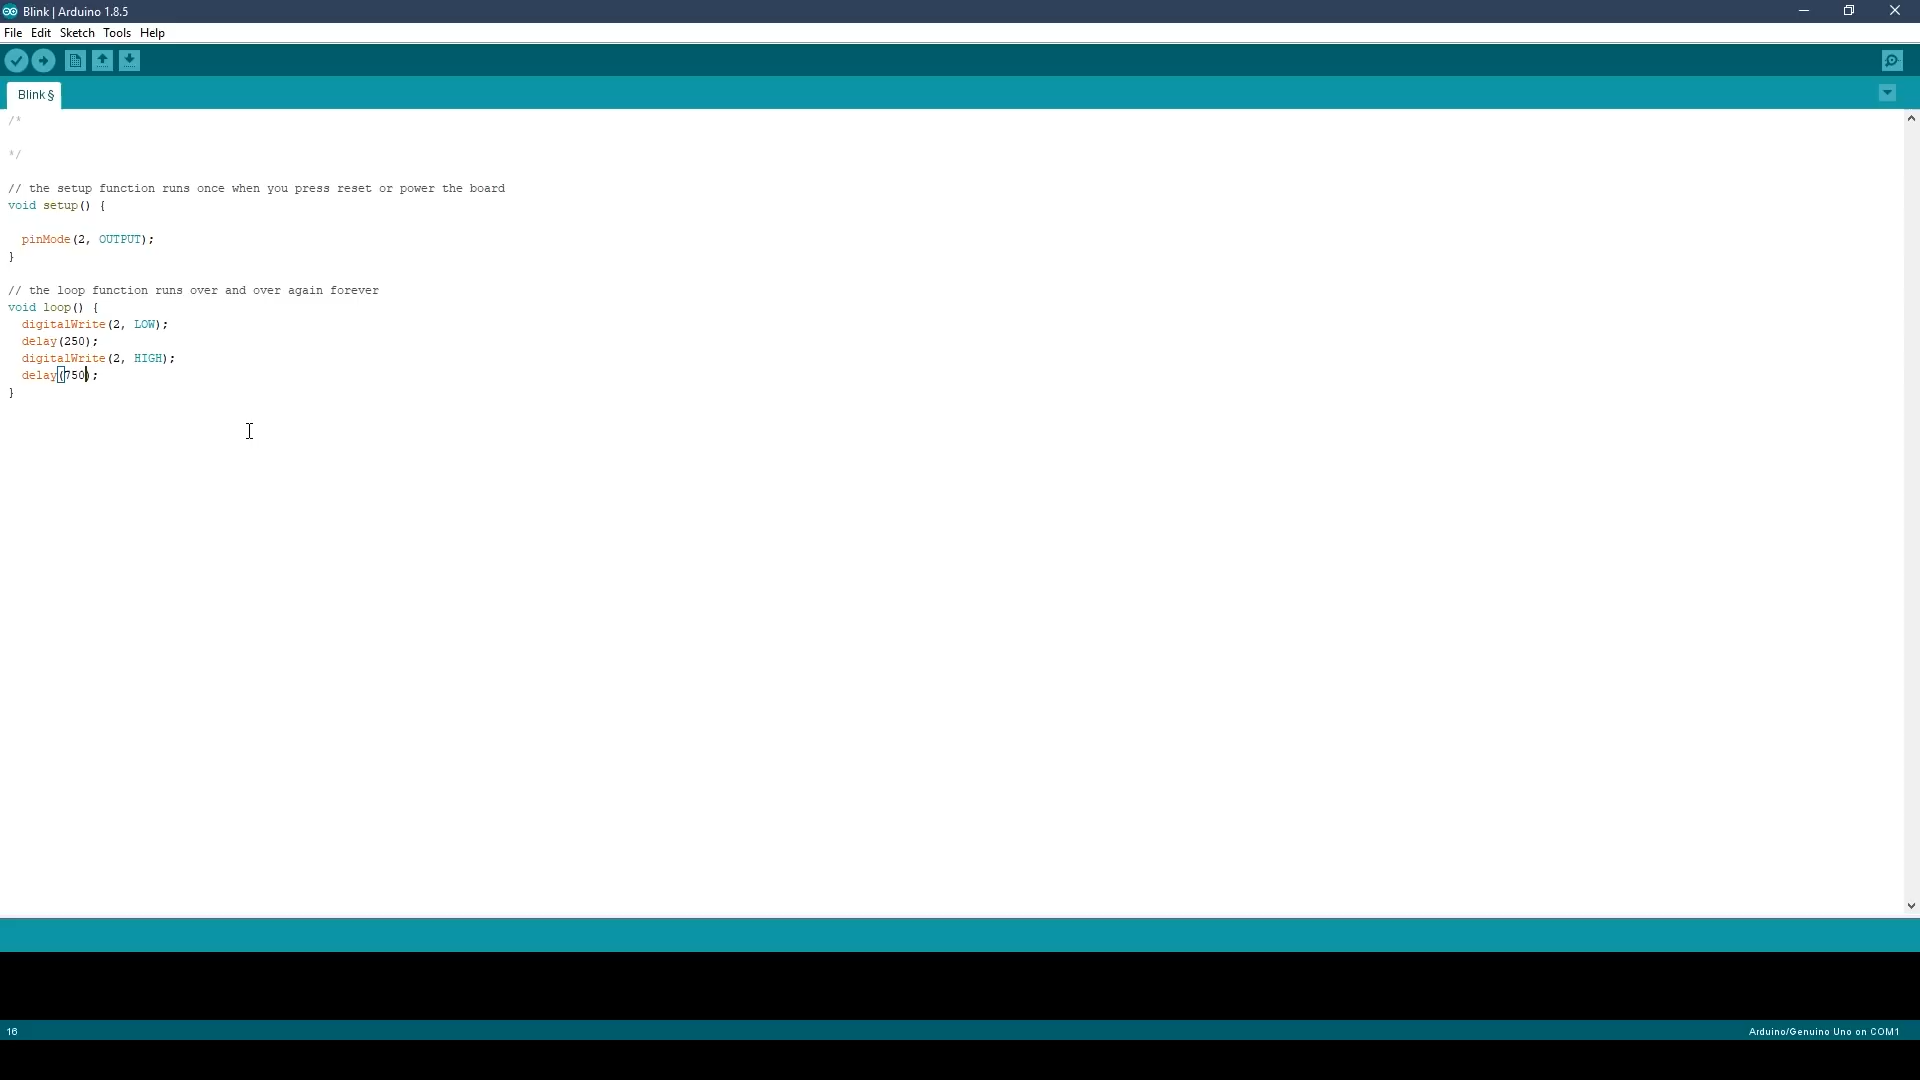 Blink | Arduino 1.8.5
File Edit Sketch Tools Help
Blink §
/*
*/
// the setup function runs once when you press reset or power the board
void setup() {
pinMode(2, OUTPUT);
}
// the loop function runs over and over again forever
void loop() {
digitalWrite(2, LOW);
delay(250);
digitalWrite(2, HIGH);
delay(750);
}
16
Arduino/Genuino Uno on COM1